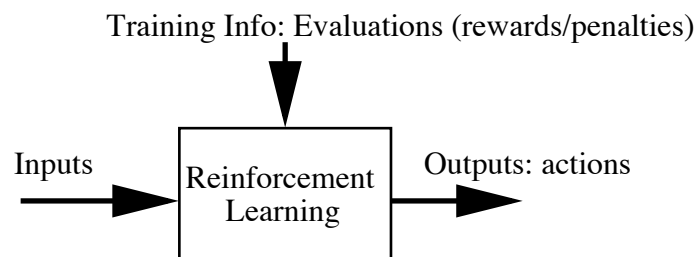 Training Info: Evaluations (rewards/penalties)
Inputs
Outputs: actions
Reinforcement
Learning